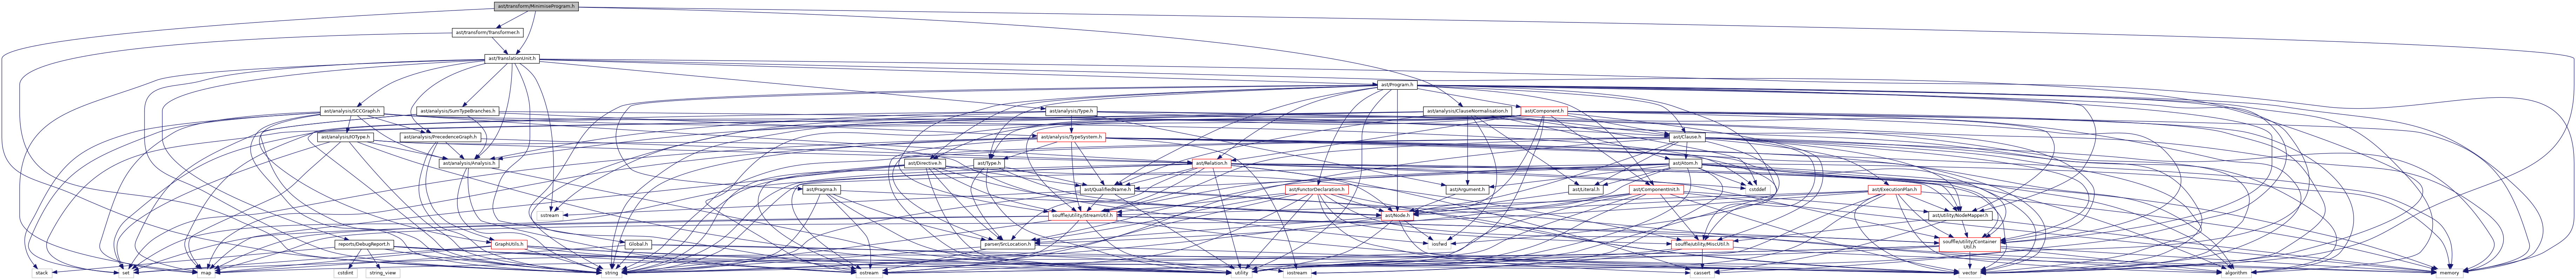 ast/transform/MinimiseProgram.h
ast/transform/Transformer.h
ast/TranslationUnit.h
ast/Program.h
ast/analysis/SCCGraph.h
ast/analysis/SumTypeBranches.h
ast/analysis/Type.h
ast/analysis/ClauseNormalisation.h
ast/Component.h
ast/analysis/IOType.h
ast/analysis/PrecedenceGraph.h
ast/analysis/TypeSystem.h
ast/Clause.h
ast/analysis/Analysis.h
ast/Directive.h
ast/Type.h
ast/Relation.h
ast/Atom.h
ast/Pragma.h
ast/QualifiedName.h
ast/FunctorDeclaration.h
ast/Argument.h
ast/Literal.h
ast/ComponentInit.h
cstddef
ast/ExecutionPlan.h
sstream
souffle/utility/StreamUtil.h
ast/Node.h
ast/utility/NodeMapper.h
reports/DebugReport.h
GraphUtils.h
Global.h
parser/SrcLocation.h
iosfwd
souffle/utility/MiscUtil.h
souffle/utility/Container
Util.h
stack
set
map
cstdint
string_view
string
ostream
utility
iostream
cassert
vector
algorithm
memory